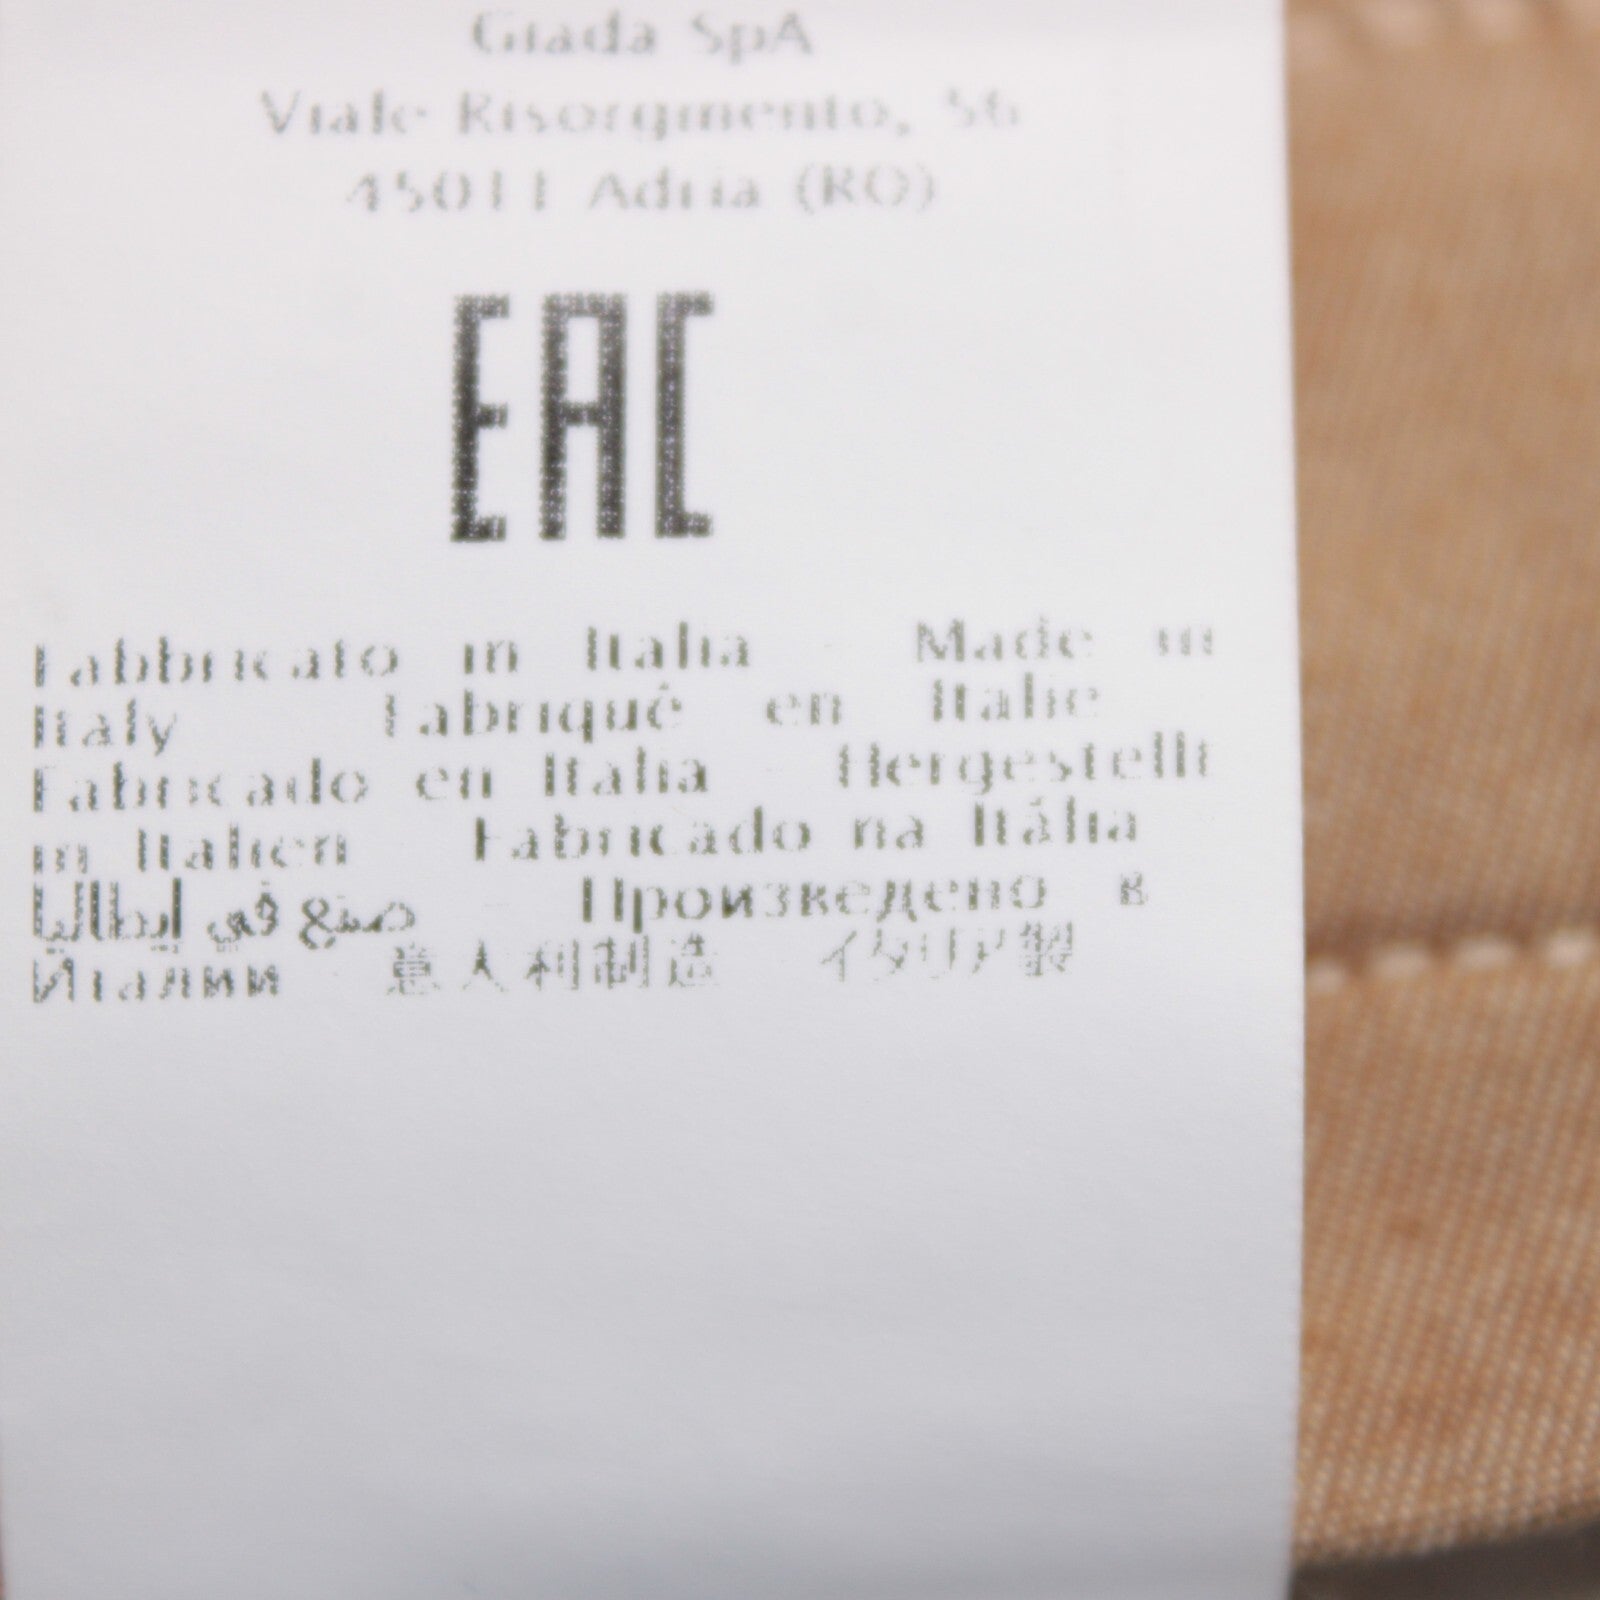 Giada SpA
Viale Risorgimento, 36
45011 Adria (RO)
EAC
Fabbricato in Italia - Made in
Italy Fabriqué en Italie
Fabricado en Italia - Hergestellt
in Italien Fabricado na Itália
صنع في إيطاليا - Произведено в
Италии 意大利制造 イタリア製